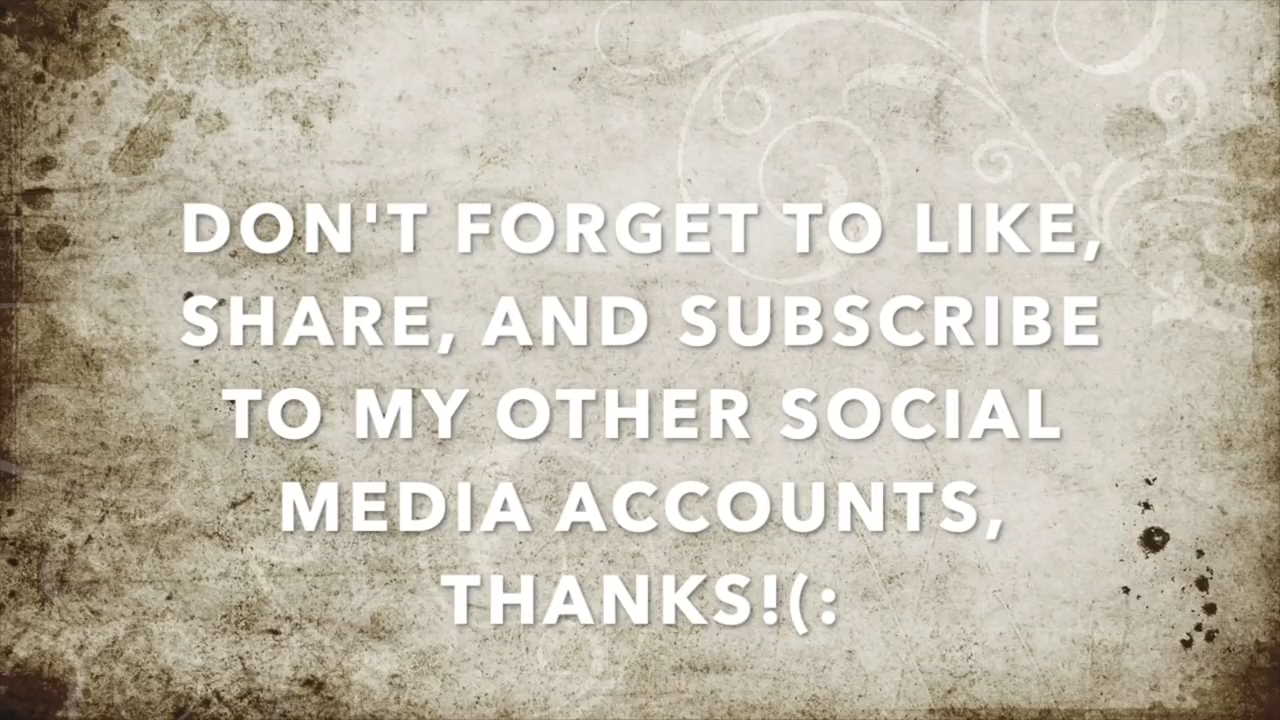 DON'T FORGET TO LIKE,
SHARE, AND SUBSCRIBE
TO MY OTHER SOCIAL
MEDIA ACCOUNTS,
THANKS!(: